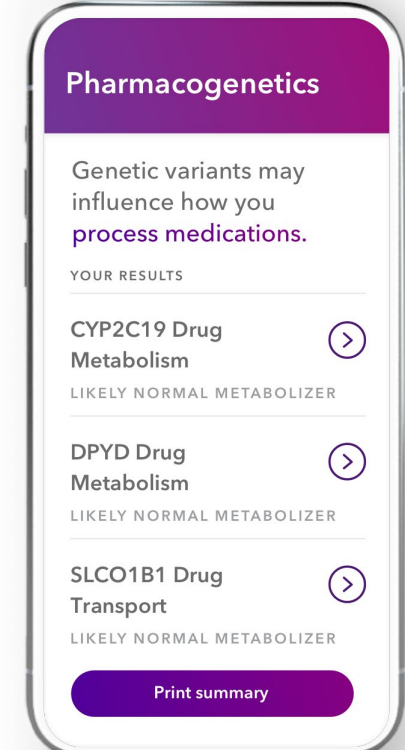 Pharmacogenetics
Genetic variants may
influence how you
process medications.
YOUR RESULTS
CYP2C19 Drug
Metabolism
LIKELY NORMAL METABOLIZER
DPYD Drug
Metabolism
LIKELY NORMAL METABOLIZER
SLCO1B1 Drug
Transport
LIKELY NORMAL METABOLIZER
Print summary